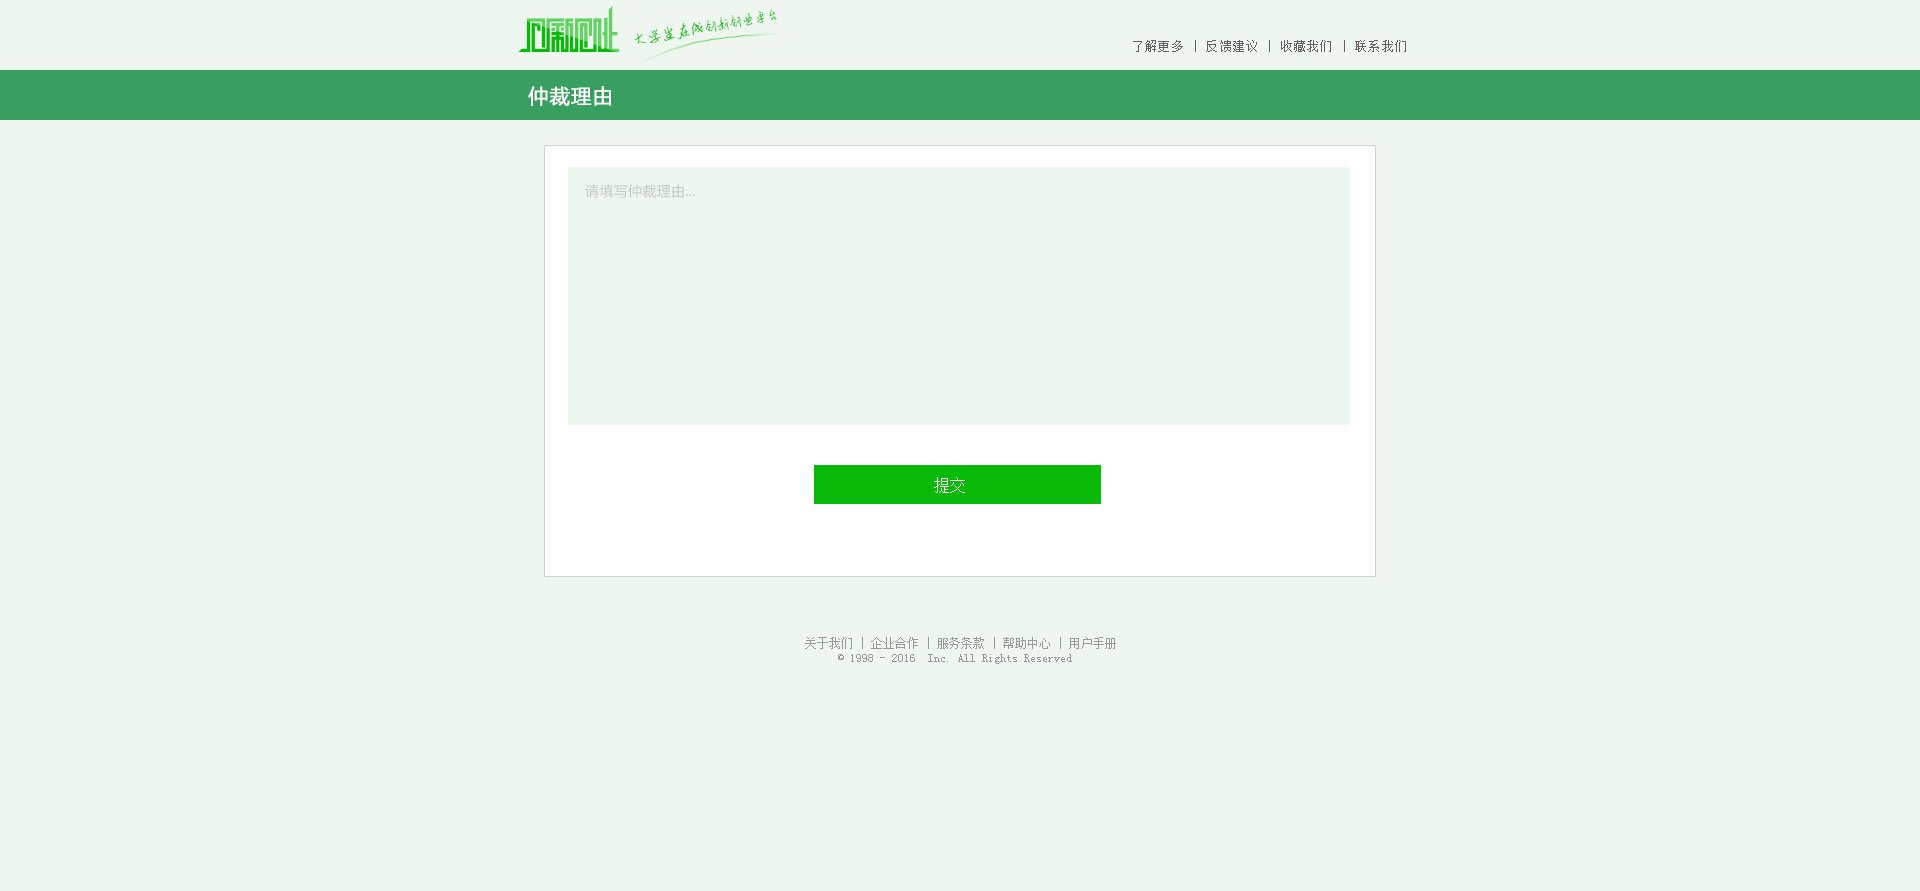 大学生在线创新创业平台
了解更多 | 反馈建议 | 收藏我们 | 联系我们
仲裁理由
请填写仲裁理由...
提交
关于我们 | 企业合作 | 服务条款 | 帮助中心 | 用户手册
© 1998 - 2016 Inc. All Rights Reserved